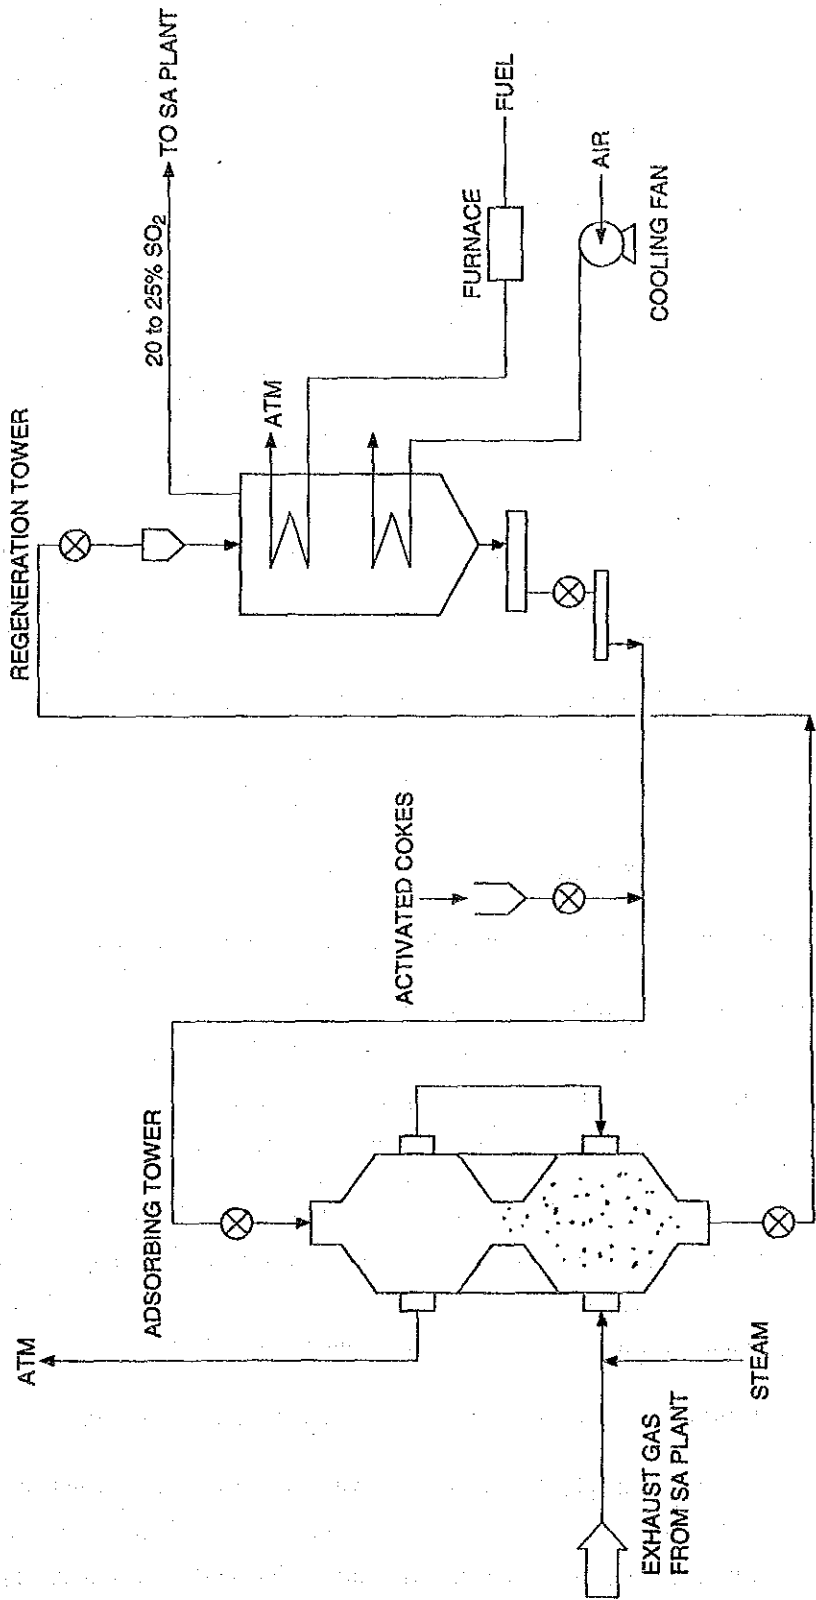 REGENERATION TOWER
20 to 25% SO₂
TO SA PLANT
ATM
FURNACE
FUEL
AIR
COOLING FAN
ACTIVATED COKES
ADSORBING TOWER
ATM
STEAM
EXHAUST GAS
FROM SA PLANT